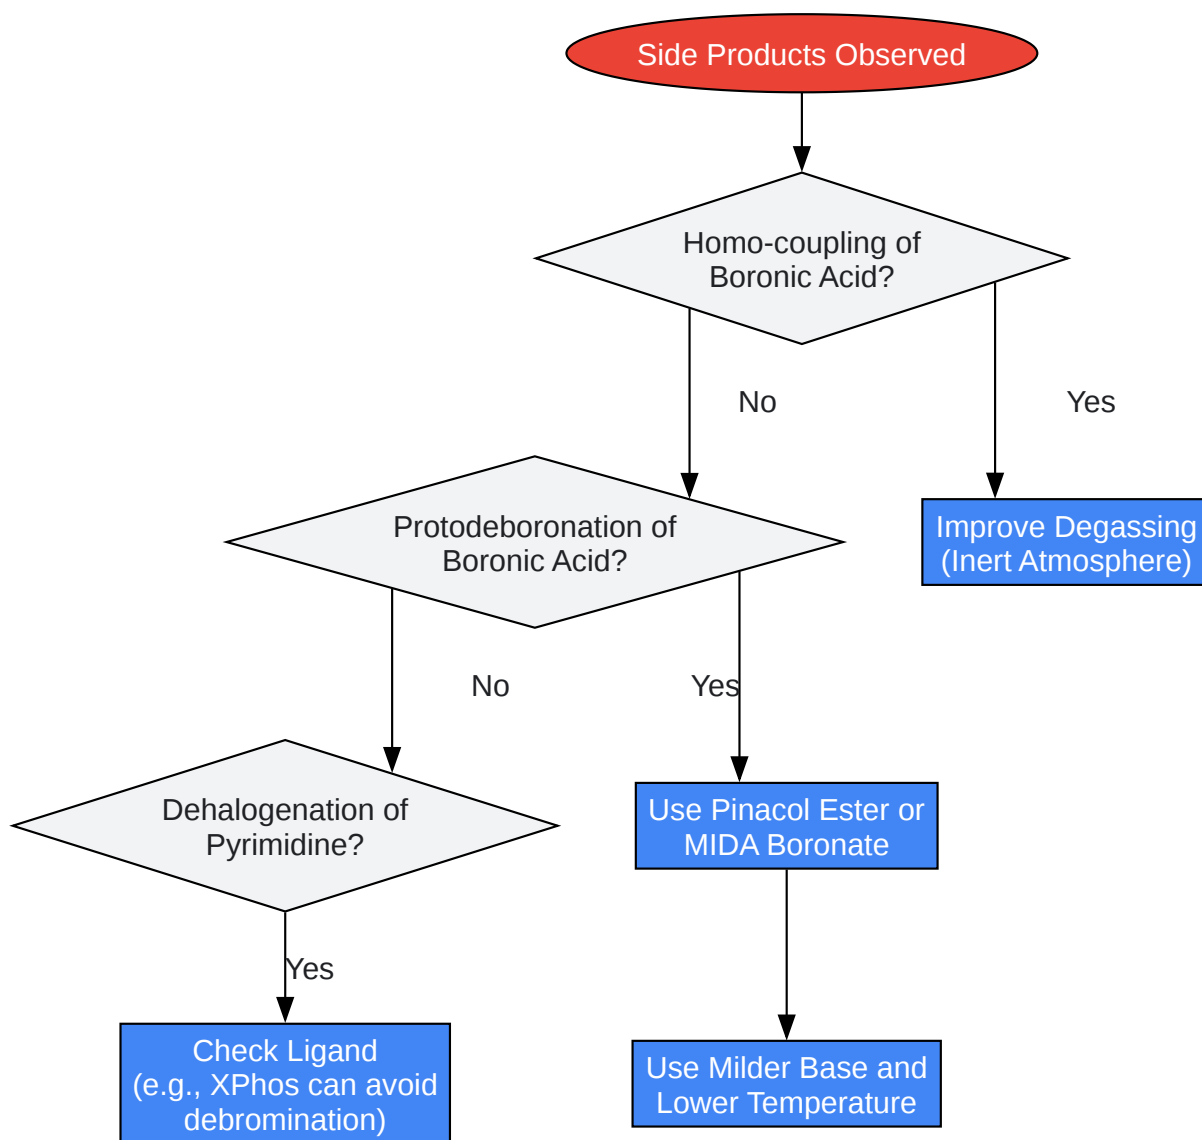 Side Products Observed
Homo-coupling of
Boronic Acid?
No
Yes
Protodeboronation of
Boronic Acid?
Improve Degassing
(Inert Atmosphere)
No
Yes
Dehalogenation of
Pyrimidine?
Use Pinacol Ester or
MIDA Boronate
Yes
Check Ligand
(e.g., XPhos can avoid
debromination)
Use Milder Base and
Lower Temperature